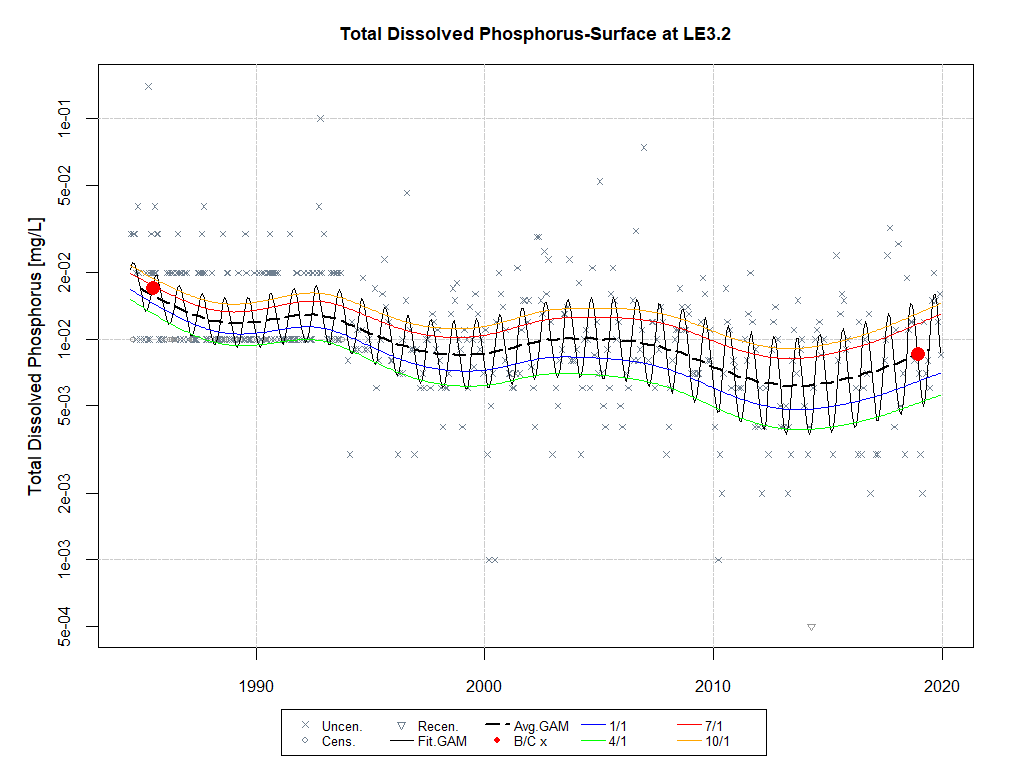 Total Dissolved Phosphorus-Surface at LE3.2
Total Dissolved Phosphorus [mg/L]
1e-01
5e-02
2e-02
1e-02
5e-03
2e-03
1e-03
5e-04
1990 2000 2010 2020
Uncen. Recen. Avg.GAM 1/1 7/1
Cens. Fit.GAM B/C x 4/1 10/1